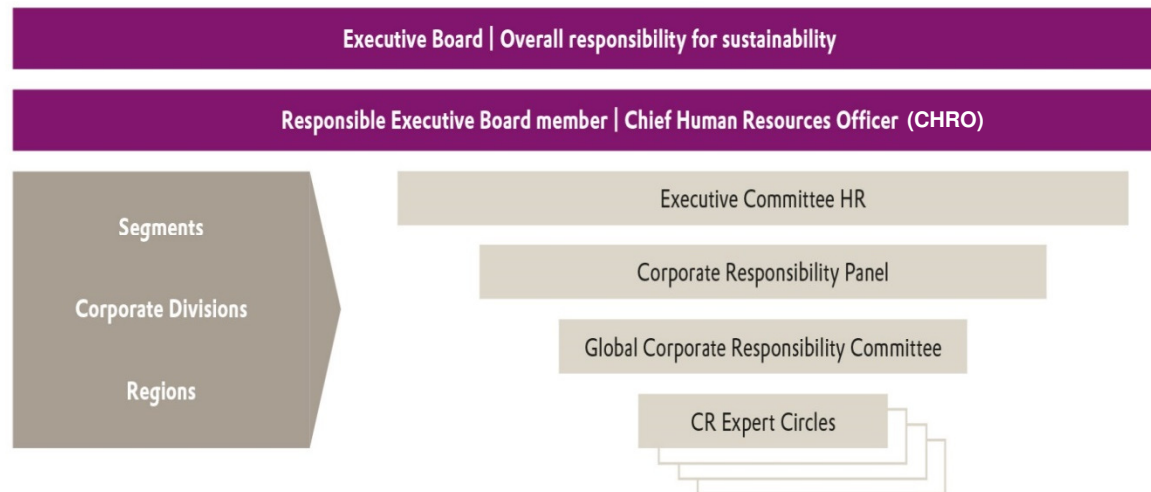 Executive Board | Overall responsibility for sustainability
Responsible Executive Board member | Chief Human Resources Officer (CHRO)
Segments
Corporate Divisions
Regions
Executive Committee HR
Corporate Responsibility Panel
Global Corporate Responsibility Committee
CR Expert Circles